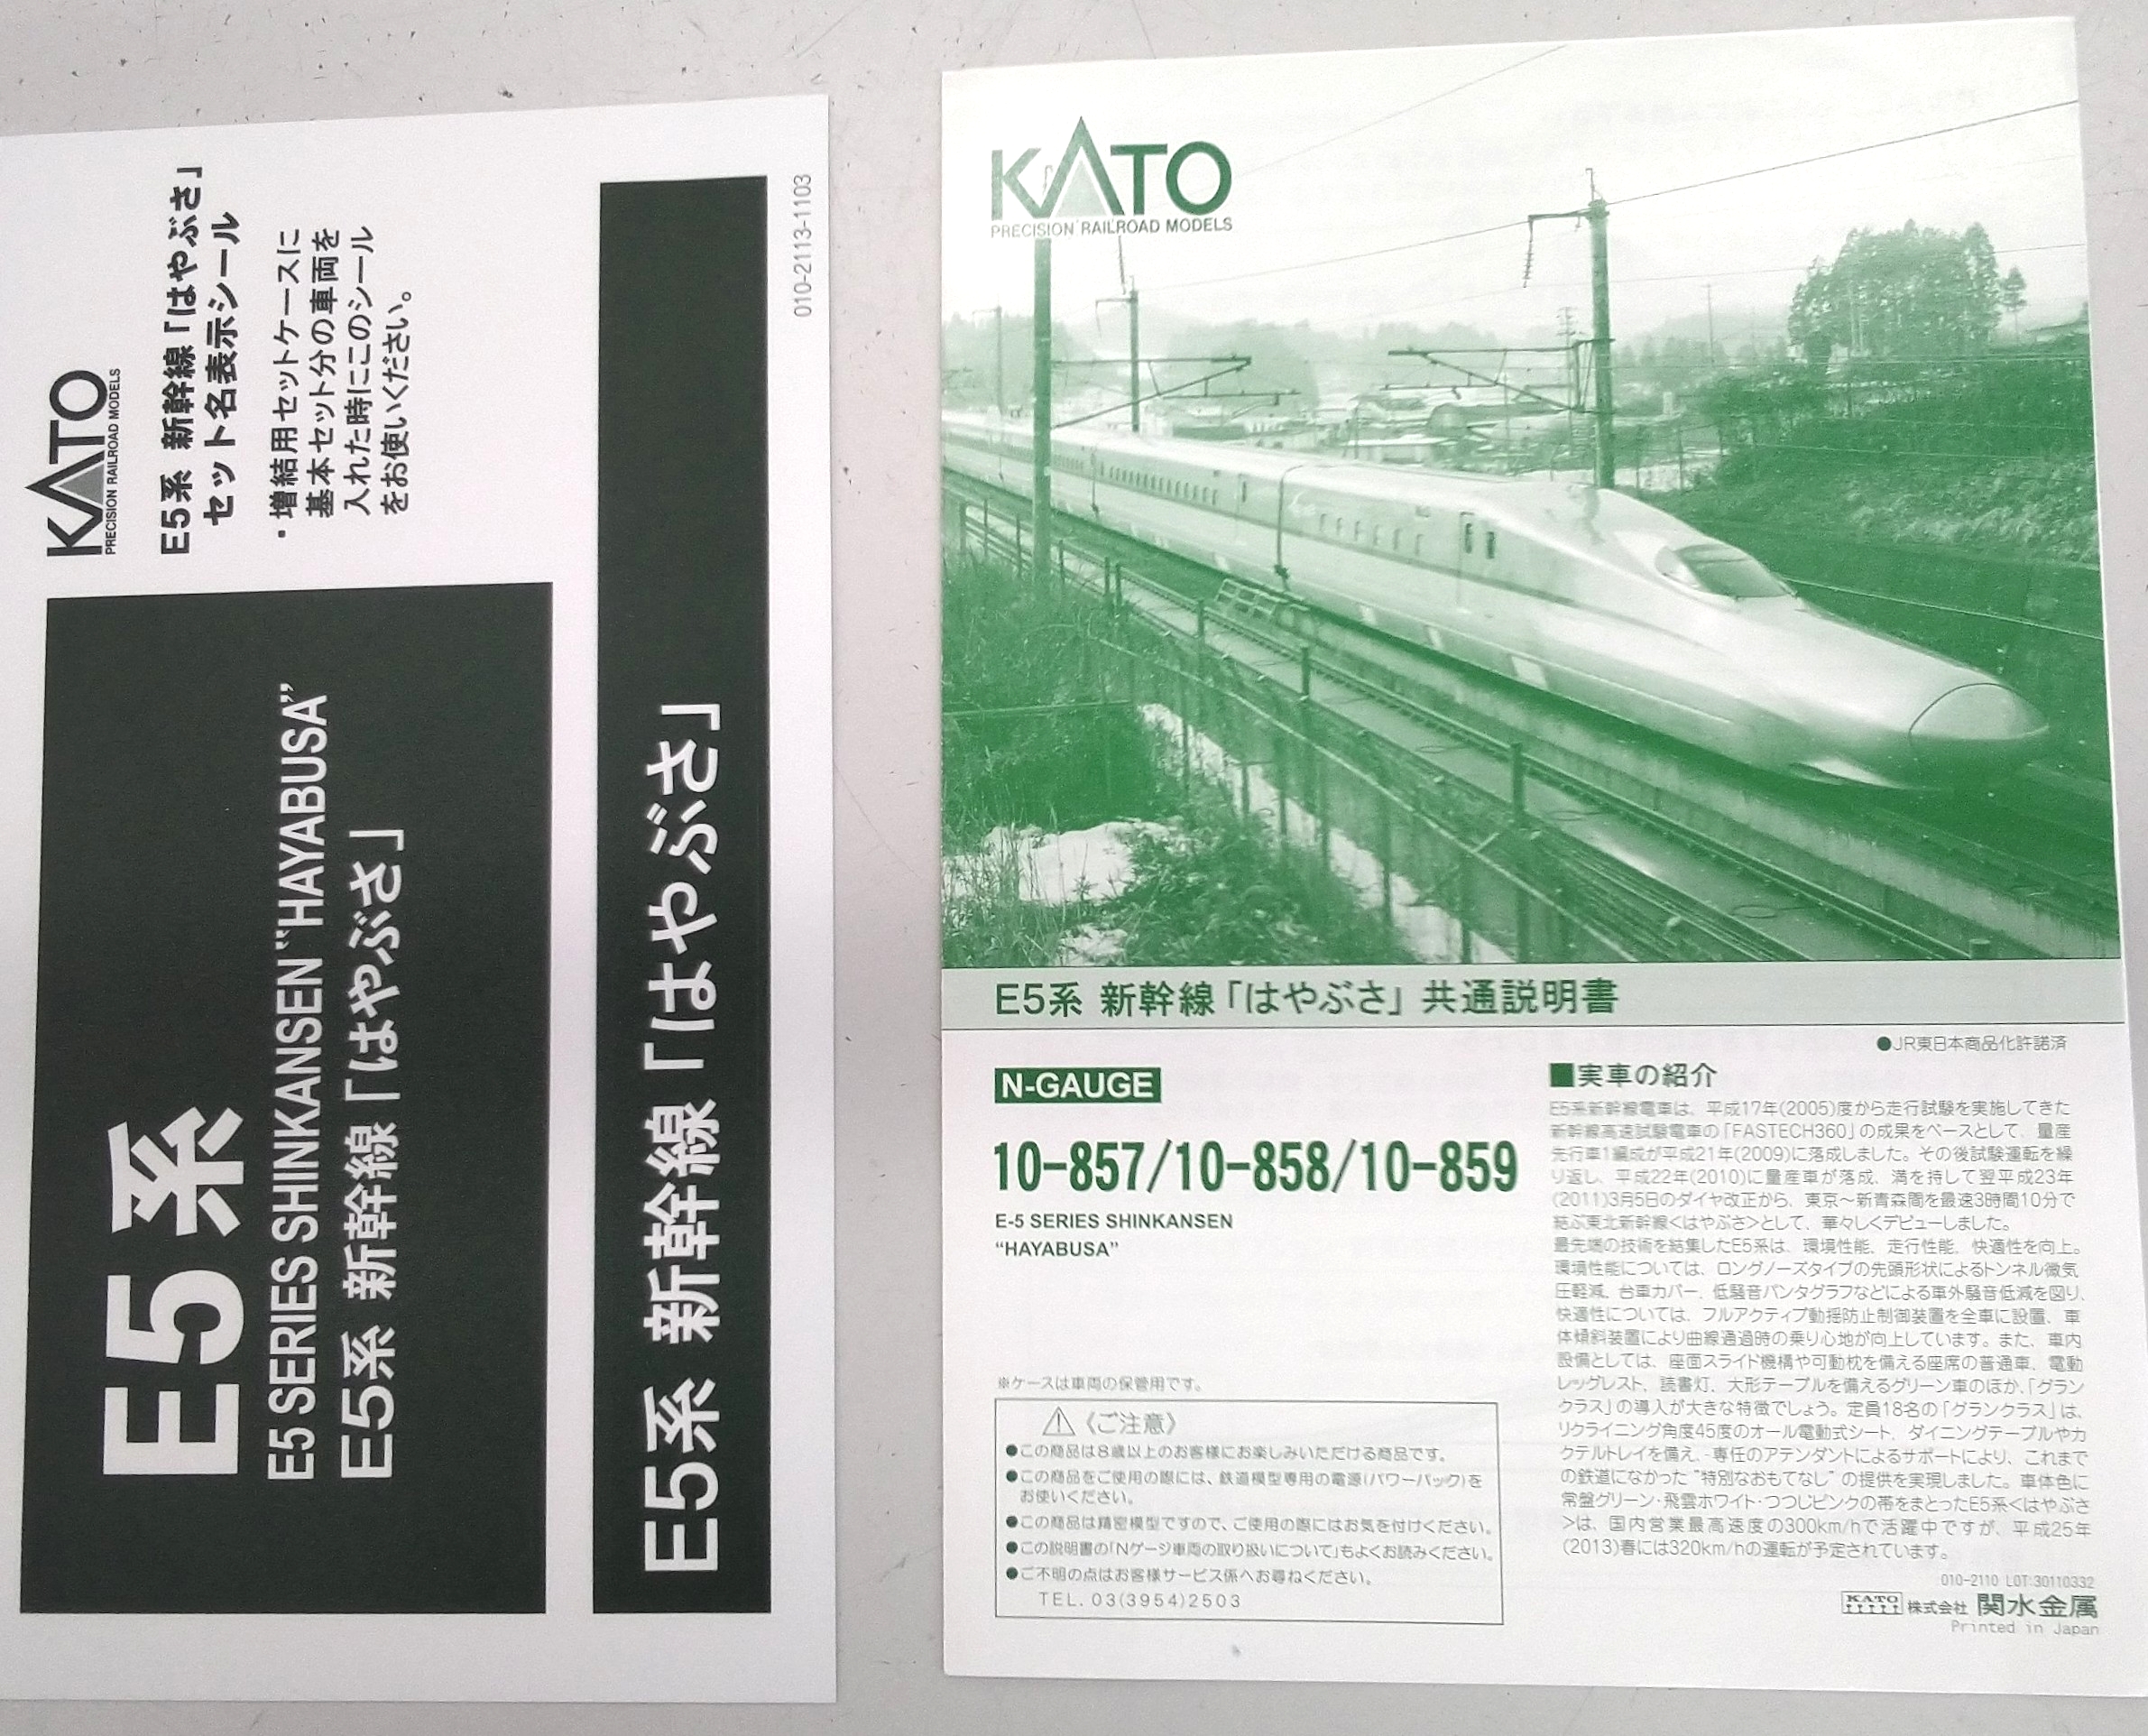 KATO
PRECISION RAILROAD MODELS
E5系 新幹線「はやぶさ」
セット名表示シール
・増結用セットケースに
基本セット分の車両を
入れた時にこのシール
をお使いください。
E5系
E5 SERIES SHINKANSEN "HAYABUSA"
E5系 新幹線「はやぶさ」
E5系 新幹線「はやぶさ」
010-2113-1103
KATO
PRECISION RAILROAD MODELS
E5系 新幹線「はやぶさ」共通説明書
●JR東日本商品化許諾済
N-GAUGE
10-857/10-858/10-859
E-5 SERIES SHINKANSEN
"HAYABUSA"
※ケースは車両の保管用です。
⚠《ご注意》
●この商品は8歳以上のお客様にお楽しみいただける商品です。
●この商品をご使用の際には、鉄道模型専用の電源(パワーパック)を
お使いください。
●この商品は精密模型ですので、ご使用の際にはお気を付けください。
●この説明書の「Nゲージ車両の取り扱いについて」もよくお読みください。
●ご不明の点はお客様サービス係へお尋ねください。
TEL. 03(3954)2503
■実車の紹介
E5系新幹線電車は、平成17年(2005)度から走行試験を実施してきた
新幹線高速試験電車の「FASTECH360」の成果をベースとして、量産
先行車1編成が平成21年(2009)に落成しました。その後試験運転を繰
り返し、平成22年(2010)に量産車が落成、満を持して翌平成23年
(2011)3月5日のダイヤ改正から、東京～新青森間を最速3時間10分で
結ぶ東北新幹線<はやぶさ>として、華々しくデビューしました。
最先端の技術を結集したE5系は、環境性能、走行性能、快適性を向上。
環境性能については、ロングノーズタイプの先頭形状によるトンネル微気
圧軽減、台車カバー、低騒音パンタグラフなどによる車外騒音低減を図り、
快適性については、フルアクティブ動揺防止制御装置を全車に設置、車
体傾斜装置により曲線通過時の乗り心地が向上しています。また、車内
設備としては、座面スライド機構や可動枕を備える座席の普通車、電動
レッグレスト、読書灯、大形テーブルを備えるグリーン車のほか、「グラン
クラス」の導入が大きな特徴でしょう。定員18名の「グランクラス」は、
リクライニング角度45度のオール電動式シート、ダイニングテーブルやカ
クテルトレイを備え、専任のアテンダントによるサポートにより、これまで
の鉄道になかった"特別なおもてなし"の提供を実現しました。車体色に
常盤グリーン・飛雲ホワイト・つつじピンクの帯をまとったE5系<はやぶさ
>は、国内営業最高速度の300km/hで活躍中ですが、平成25年
(2013)春には320km/hの運転が予定されています。
010-2110 LOT:30110332
KATO 株式会社 関水金属
Printed in Japan